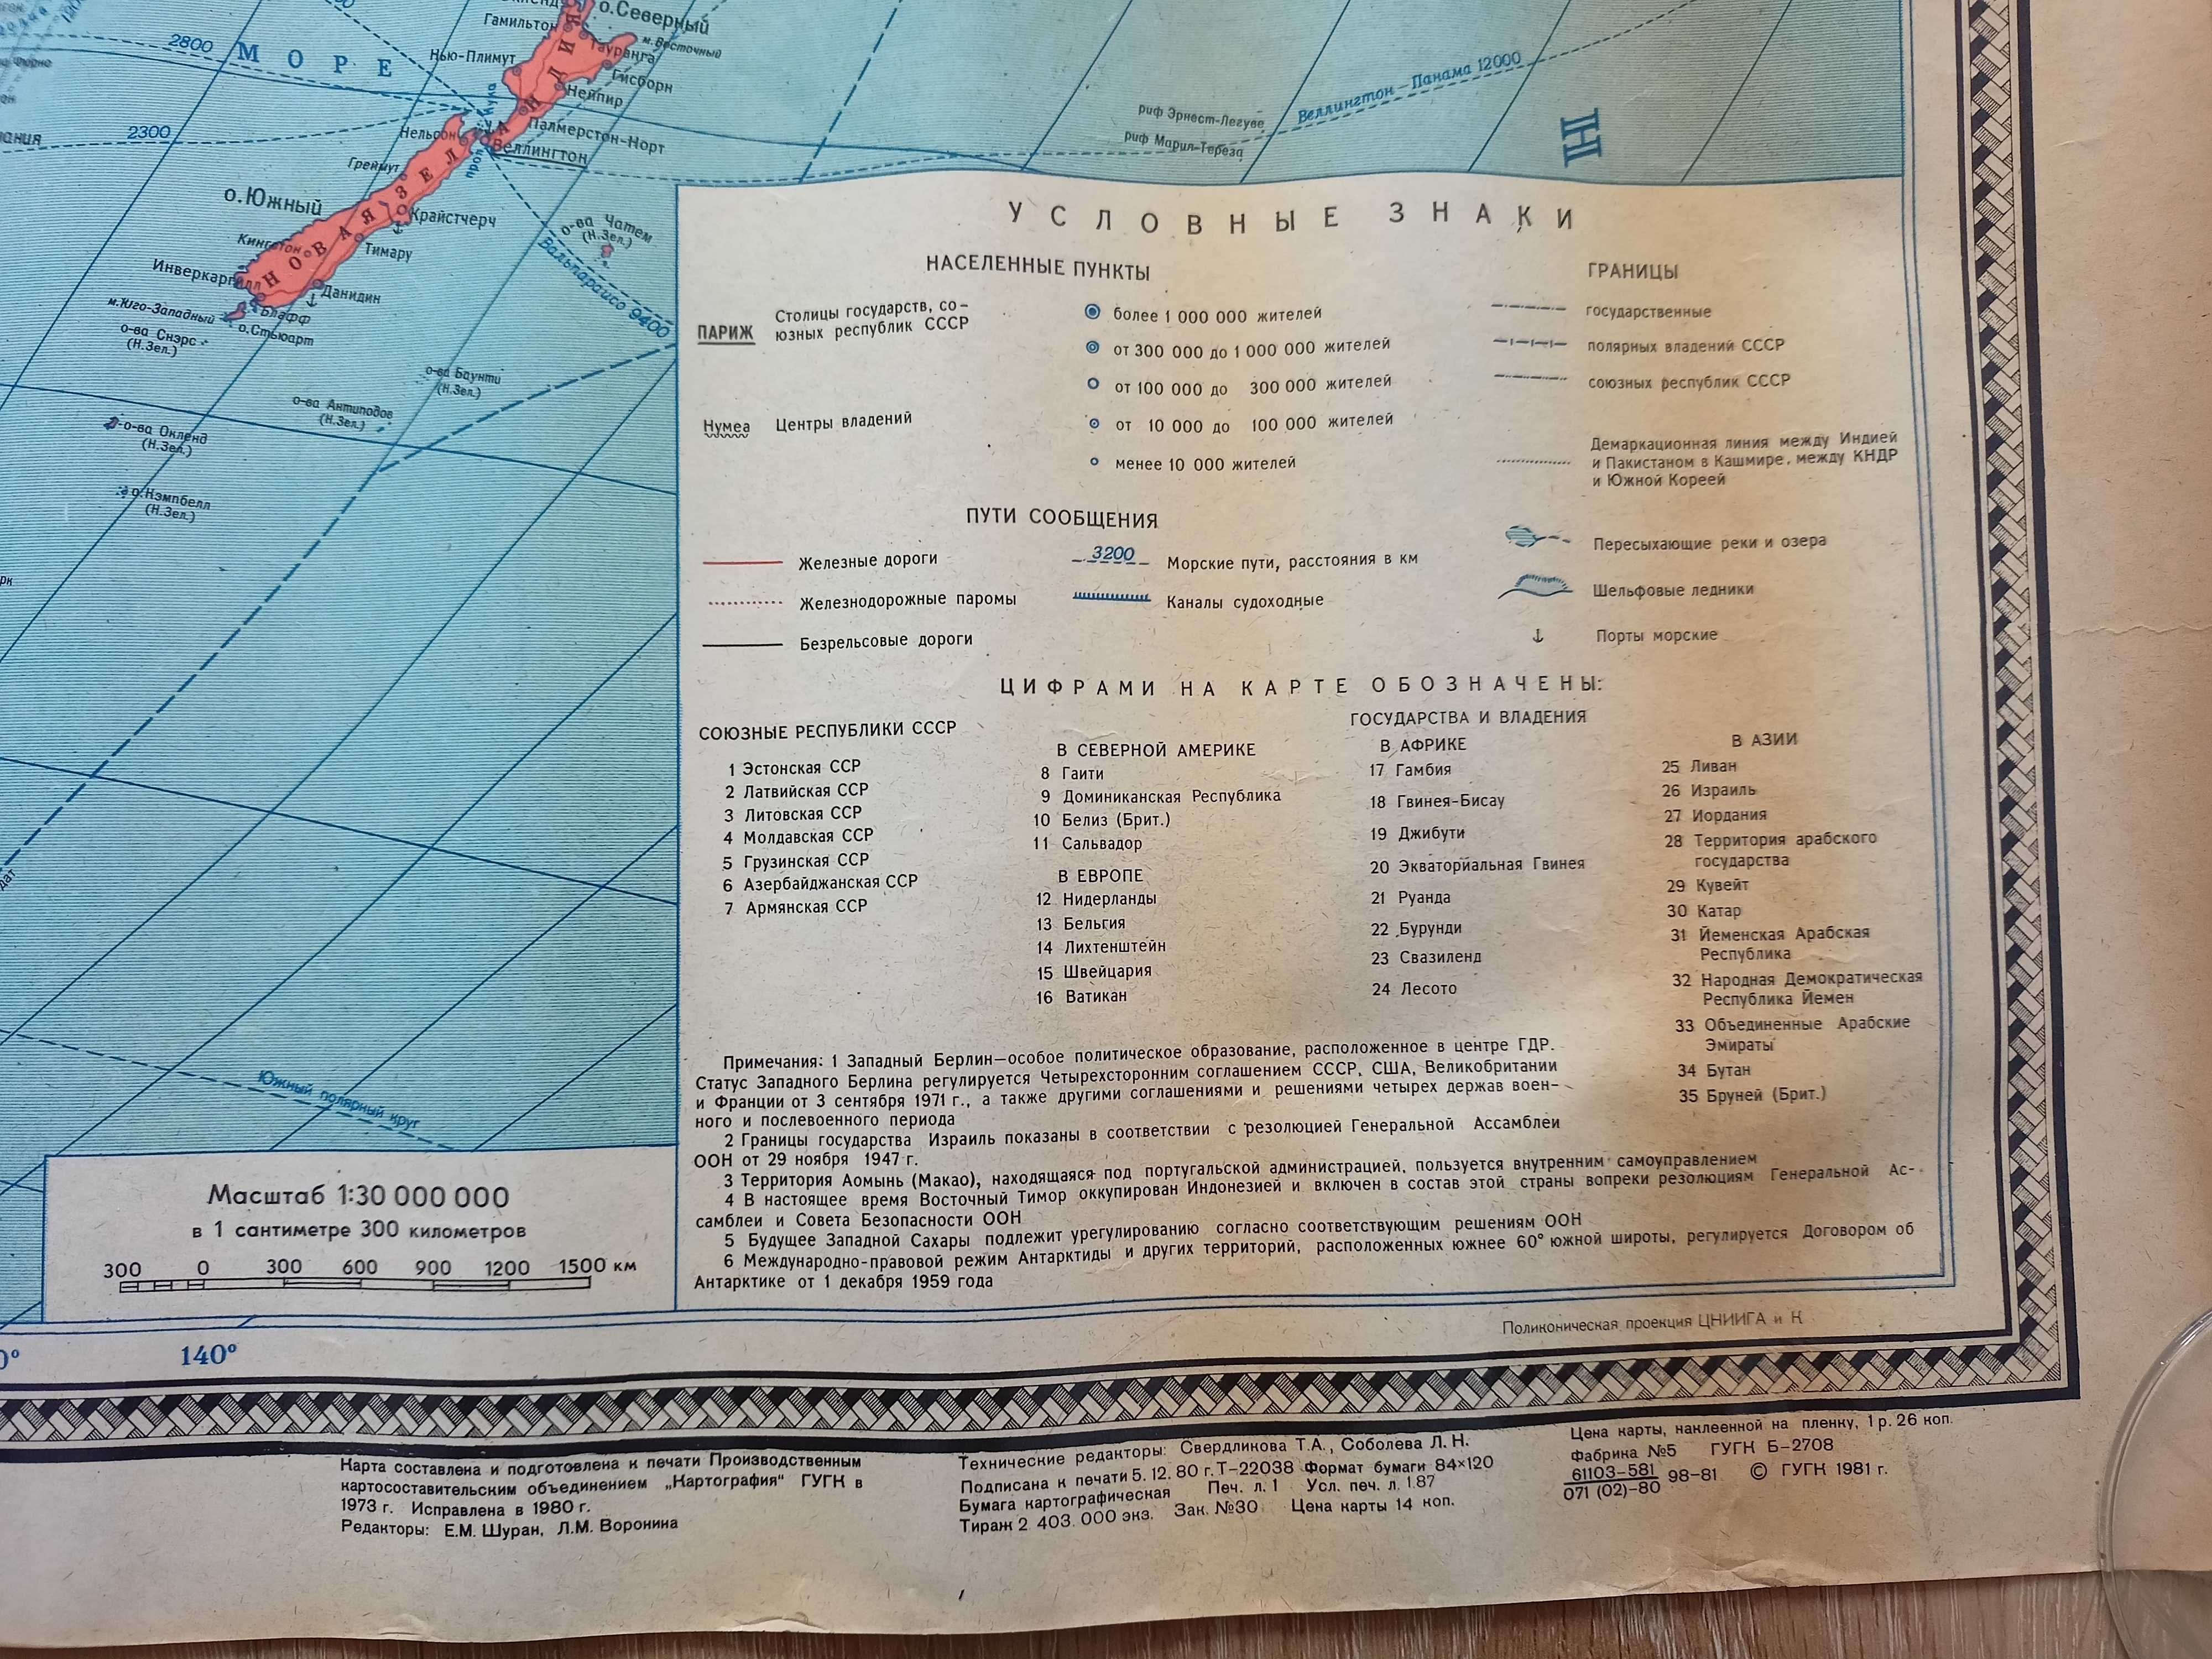 о.Северный
Гамильтон
Тауранга
м.Восточный
2800
МОРЕ
Нью-Плимут
Гисборн
Нейпир
Веллингтон—Панама 12000
риф Эрнест-Легуве
риф Мария-Тереза
2300
Нельсон
Палмерстон-Норт
Веллингтон
Греймут
НОВАЯ ЗЕЛАНДИЯ
о.Южный
Крайстчерч
о-ва Чатем
(Н.Зел.)
Кингстон
Тимару
Вальпараисо 9400
Инверкаргилл
Данидин
Блафф
м.Юго-Западный
о.Стьюарт
о-ва Снэрс
(Н.Зел.)
о-ва Баунти
(Н.Зел.)
о-ва Антиподов
(Н.Зел.)
о-ва Окленд
(Н.Зел.)
о.Кэмпбелл
(Н.Зел.)
Южный полярный круг
УСЛОВНЫЕ ЗНАКИ
НАСЕЛЕННЫЕ ПУНКТЫ
ПАРИЖ Столицы государств, со-
юзных республик СССР
Нумеа Центры владений
более 1 000 000 жителей
от 300 000 до 1 000 000 жителей
от 100 000 до 300 000 жителей
от 10 000 до 100 000 жителей
менее 10 000 жителей
ГРАНИЦЫ
государственные
полярных владений СССР
союзных республик СССР
Демаркационная линия между Индией
и Пакистаном в Кашмире, между КНДР
и Южной Кореей
ПУТИ СООБЩЕНИЯ
Железные дороги
Железнодорожные паромы
Безрельсовые дороги
3200 Морские пути, расстояния в км
Каналы судоходные
Пересыхающие реки и озера
Шельфовые ледники
Порты морские
ЦИФРАМИ НА КАРТЕ ОБОЗНАЧЕНЫ:
СОЮЗНЫЕ РЕСПУБЛИКИ СССР
1 Эстонская ССР
2 Латвийская ССР
3 Литовская ССР
4 Молдавская ССР
5 Грузинская ССР
6 Азербайджанская ССР
7 Армянская ССР
ГОСУДАРСТВА И ВЛАДЕНИЯ
В СЕВЕРНОЙ АМЕРИКЕ
8 Гаити
9 Доминиканская Республика
10 Белиз (Брит.)
11 Сальвадор
В ЕВРОПЕ
12 Нидерланды
13 Бельгия
14 Лихтенштейн
15 Швейцария
16 Ватикан
В АФРИКЕ
17 Гамбия
18 Гвинея-Бисау
19 Джибути
20 Экваториальная Гвинея
21 Руанда
22 Бурунди
23 Свазиленд
24 Лесото
В АЗИИ
25 Ливан
26 Израиль
27 Иордания
28 Территория арабского
государства
29 Кувейт
30 Катар
31 Йеменская Арабская
Республика
32 Народная Демократическая
Республика Йемен
33 Объединенные Арабские
Эмираты
34 Бутан
35 Бруней (Брит.)
Примечания: 1 Западный Берлин—особое политическое образование, расположенное в центре ГДР.
Статус Западного Берлина регулируется Четырехсторонним соглашением СССР, США, Великобритании
и Франции от 3 сентября 1971 г., а также другими соглашениями и решениями четырех держав воен-
ного и послевоенного периода
2 Границы государства Израиль показаны в соответствии с резолюцией Генеральной Ассамблеи
ООН от 29 ноября 1947 г.
3 Территория Аомынь (Макао), находящаяся под португальской администрацией, пользуется внутренним самоуправлением
4 В настоящее время Восточный Тимор оккупирован Индонезией и включен в состав этой страны вопреки резолюциям Генеральной Ас-
самблеи и Совета Безопасности ООН
5 Будущее Западной Сахары подлежит урегулированию согласно соответствующим решениям ООН
6 Международно-правовой режим Антарктиды и других территорий, расположенных южнее 60° южной широты, регулируется Договором об
Антарктике от 1 декабря 1959 года
Масштаб 1:30 000 000
в 1 сантиметре 300 километров
300 0 300 600 900 1200 1500 км
Поликоническая проекция ЦНИИГА и К
140°
Карта составлена и подготовлена к печати Производственным
картосоставительским объединением „Картография“ ГУГК в
1973 г. Исправлена в 1980 г.
Редакторы: Е.М. Шуран, Л.М. Воронина
Технические редакторы: Свердликова Т.А., Соболева Л.Н.
Подписана к печати 5.12.80 г. Т-22038 Формат бумаги 84×120
Бумага картографическая Печ. л. 1 Усл. печ. л. 1.87
Тираж 2 403 000 экз. Зак. №30 Цена карты 14 коп.
Цена карты, наклеенной на пленку, 1 р. 26 коп.
Фабрика №5 ГУГК Б-2708
61103-581
071 (02)-80 98-81 © ГУГК 1981 г.